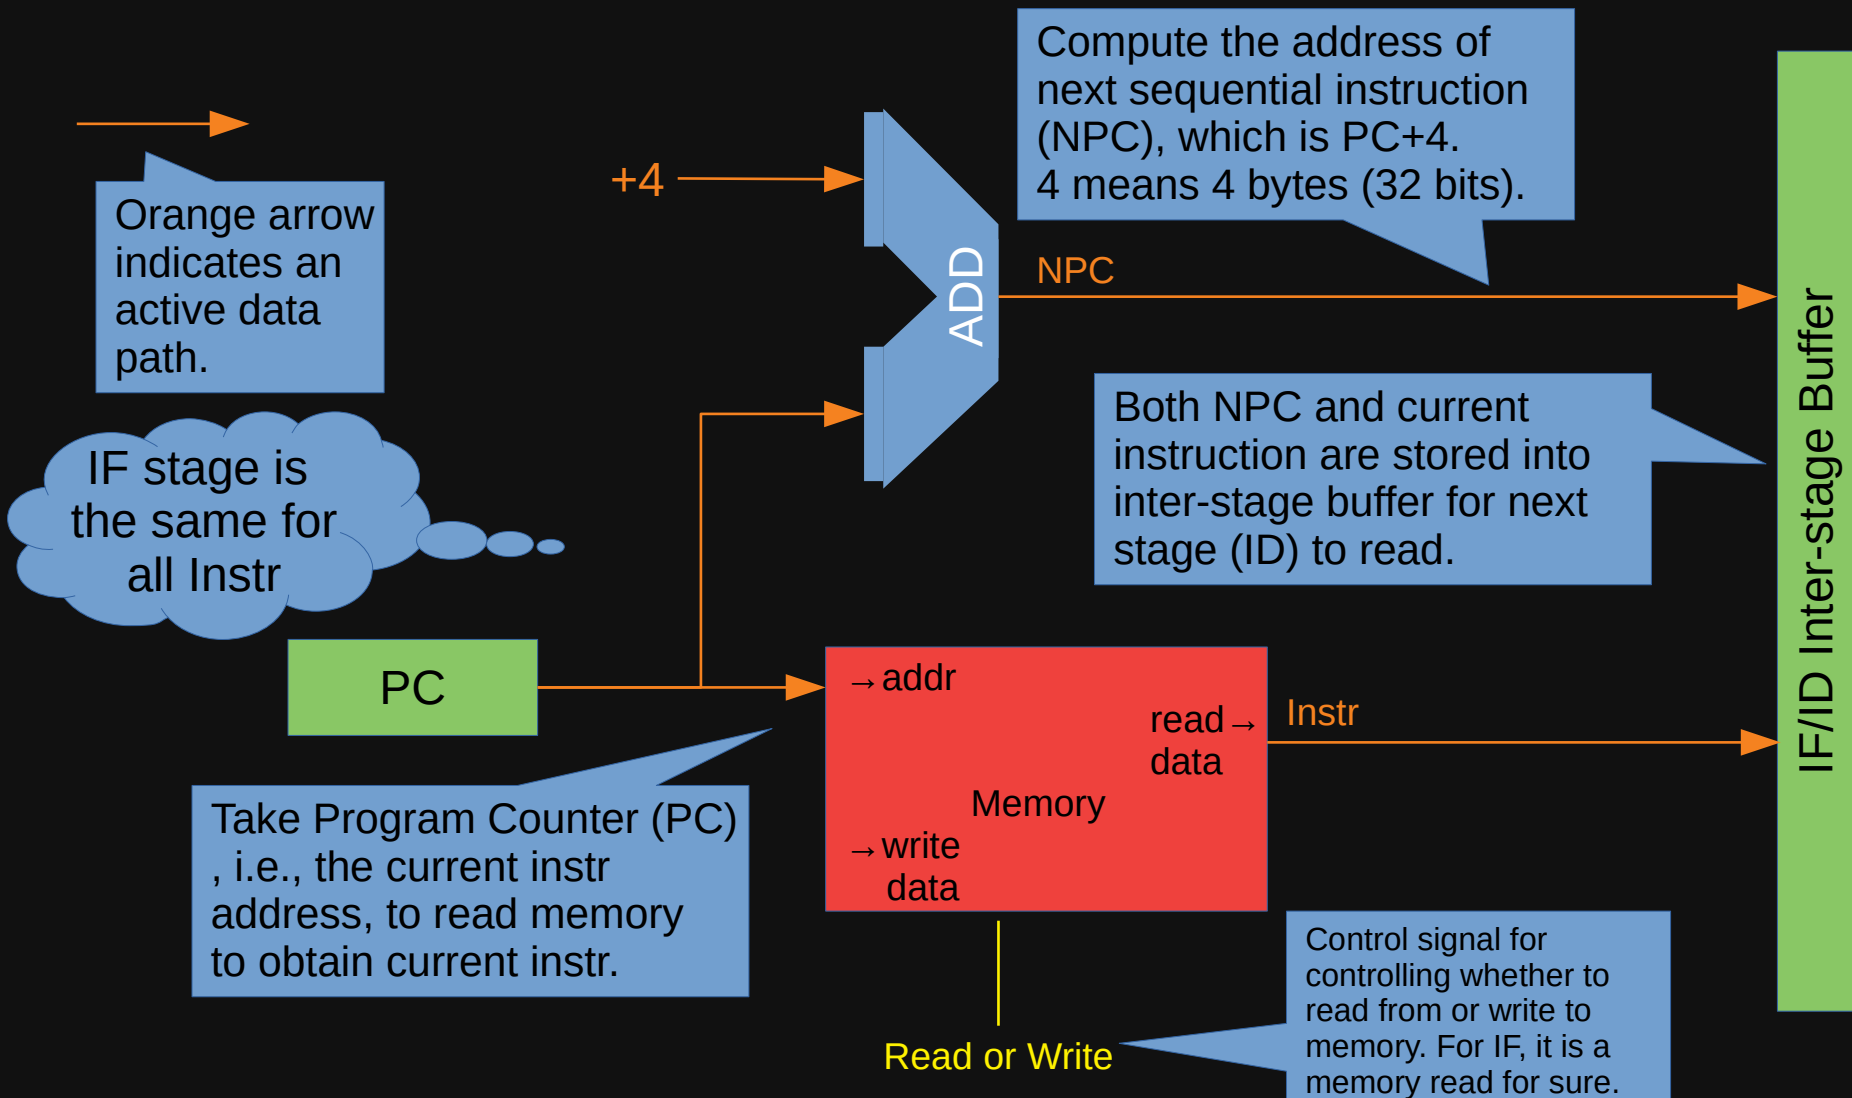 Compute the address of
next sequential instruction
(NPC), which is PC+4.
4 means 4 bytes (32 bits).
+4
Orange arrow
indicates an
active data
path.
ADD
NPC
Both NPC and current
instruction are stored into
inter-stage buffer for next
stage (ID) to read.
IF/ID Inter-stage Buffer
IF stage is
the same for
all Instr
PC
→addr
read→
data
Memory
→write
data
Instr
Take Program Counter (PC)
, i.e., the current instr
address, to read memory
to obtain current instr.
Read or Write
Control signal for
controlling whether to
read from or write to
memory. For IF, it is a
memory read for sure.